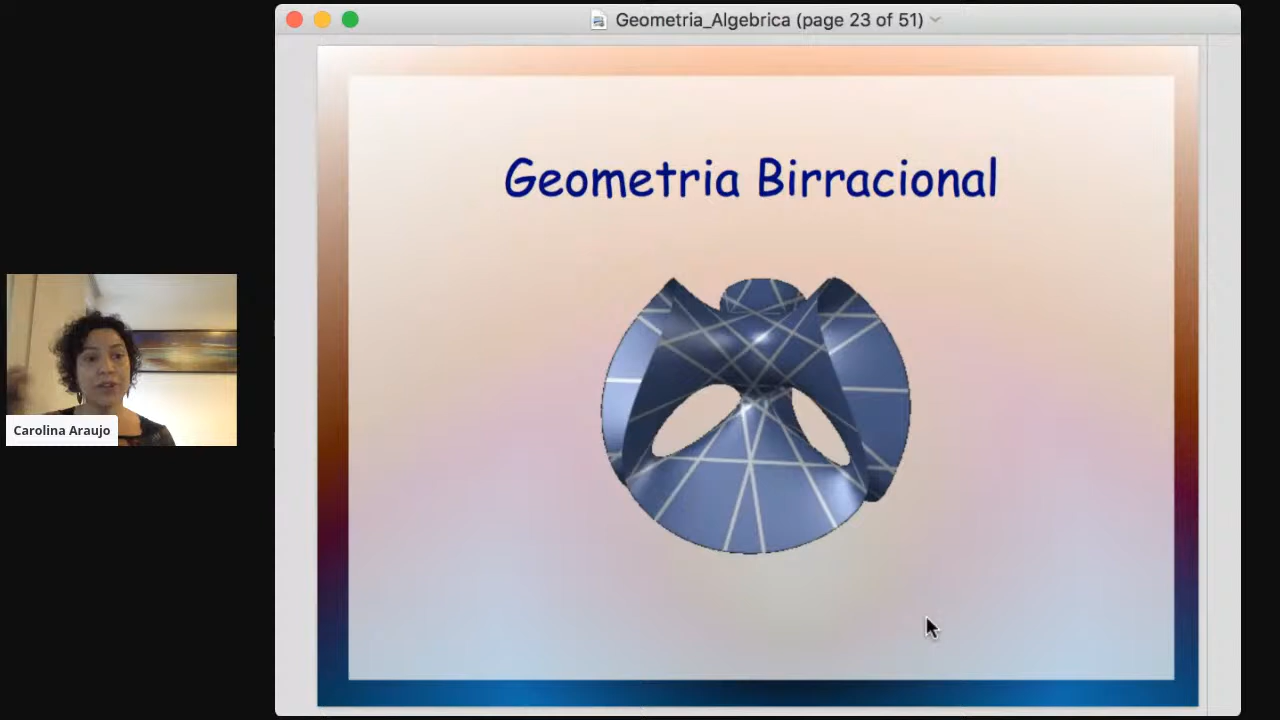 Geometria_Algebrica (page 23 of 51)
Geometria Birracional
Carolina Araujo